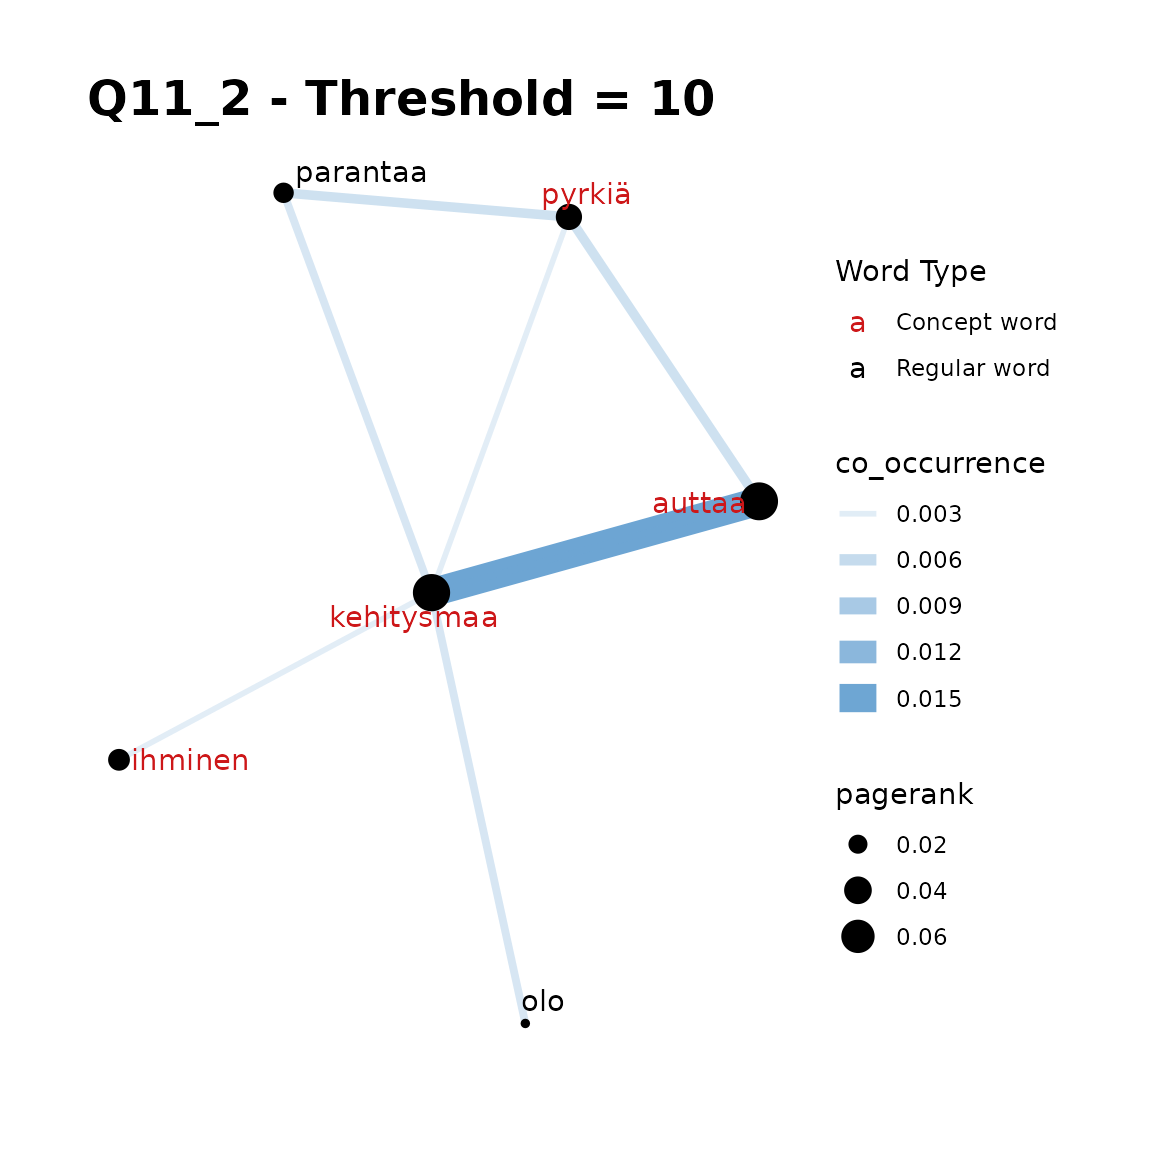 Q11_2 - Threshold = 10
parantaa
pyrkiä
auttaa
kehitysmaa
ihminen
olo
Word Type
a Concept word
a Regular word
co_occurrence
0.003
0.006
0.009
0.012
0.015
pagerank
0.02
0.04
0.06